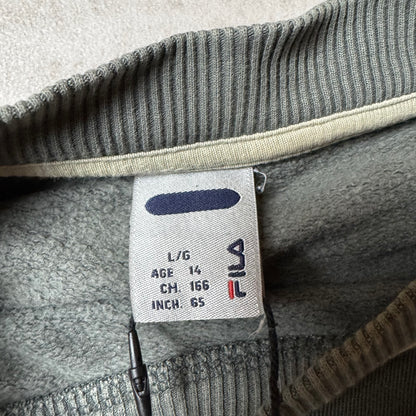 L/G
AGE 14
CM. 166
INCH. 65
FILA